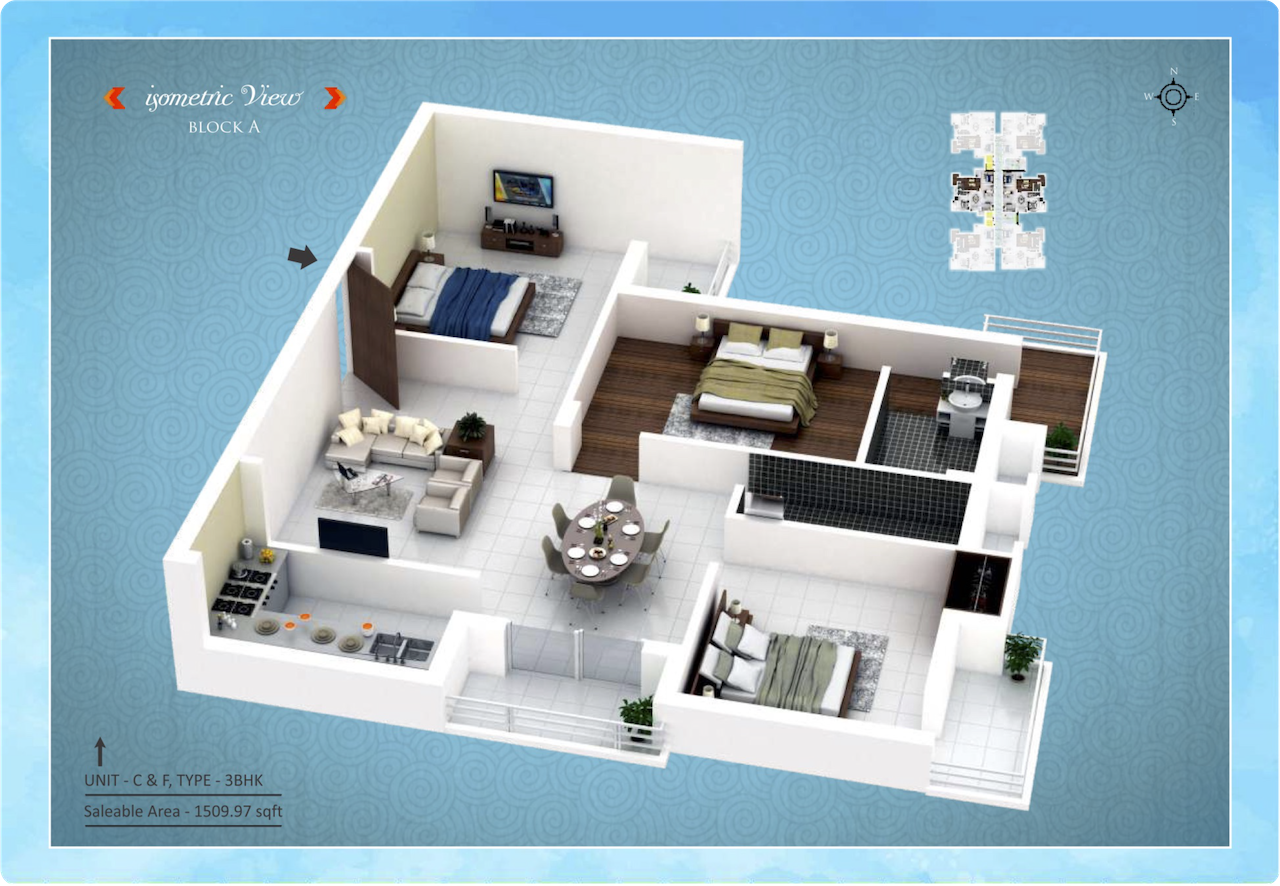 isometric View
BLOCK A
N
W E
S
UNIT - C & F, TYPE - 3BHK
Saleable Area - 1509.97 sqft